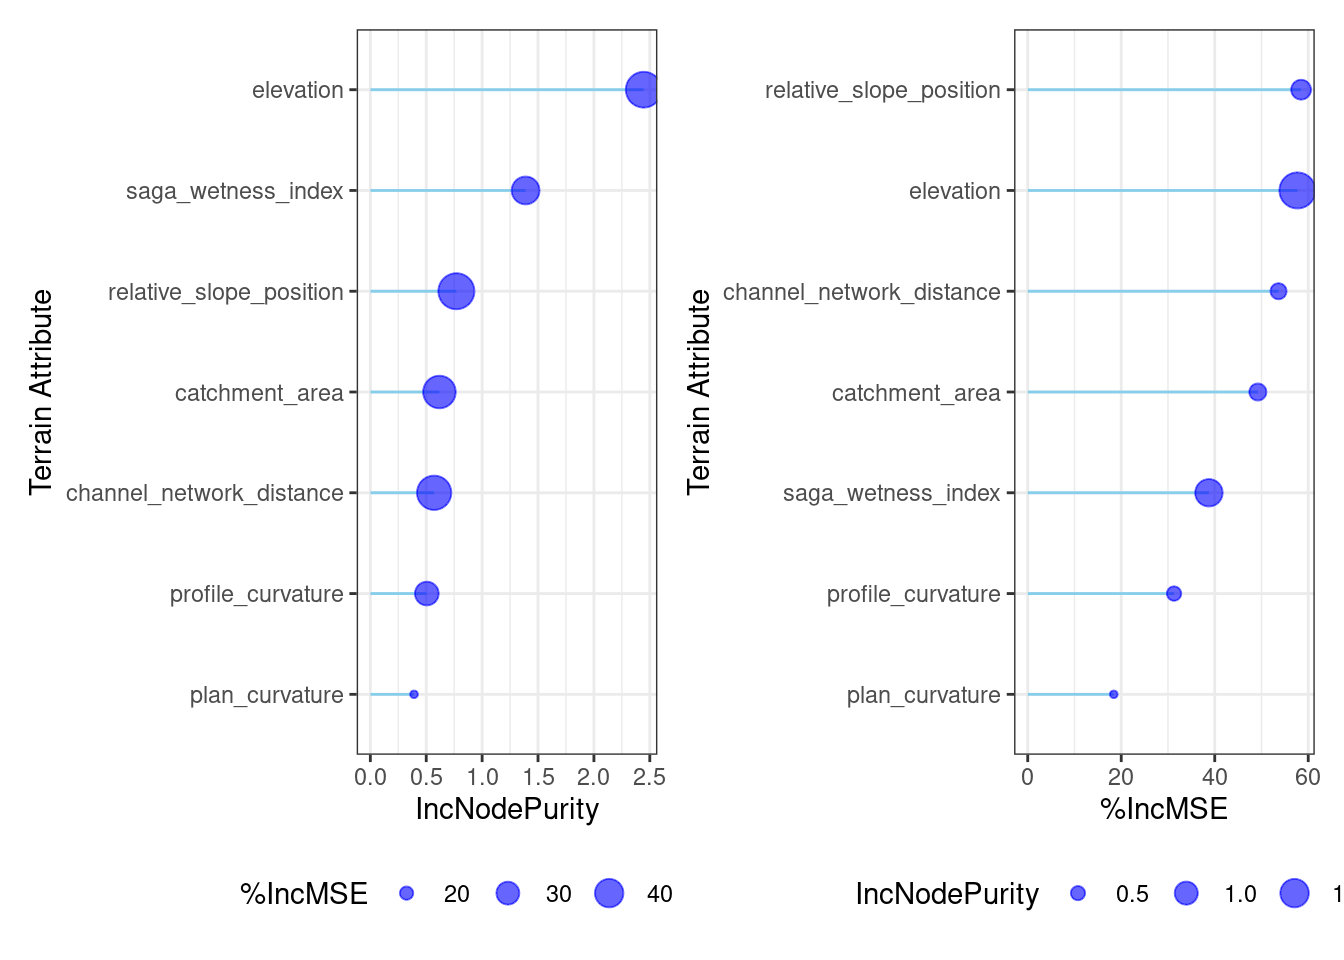 elevation
saga_wetness_index
relative_slope_position
catchment_area
channel_network_distance
profile_curvature
plan_curvature
Terrain Attribute
0.0 0.5 1.0 1.5 2.0 2.5
IncNodePurity
%IncMSE 20 30 40
relative_slope_position
elevation
channel_network_distance
catchment_area
saga_wetness_index
profile_curvature
plan_curvature
Terrain Attribute
0 20 40 60
%IncMSE
IncNodePurity 0.5 1.0